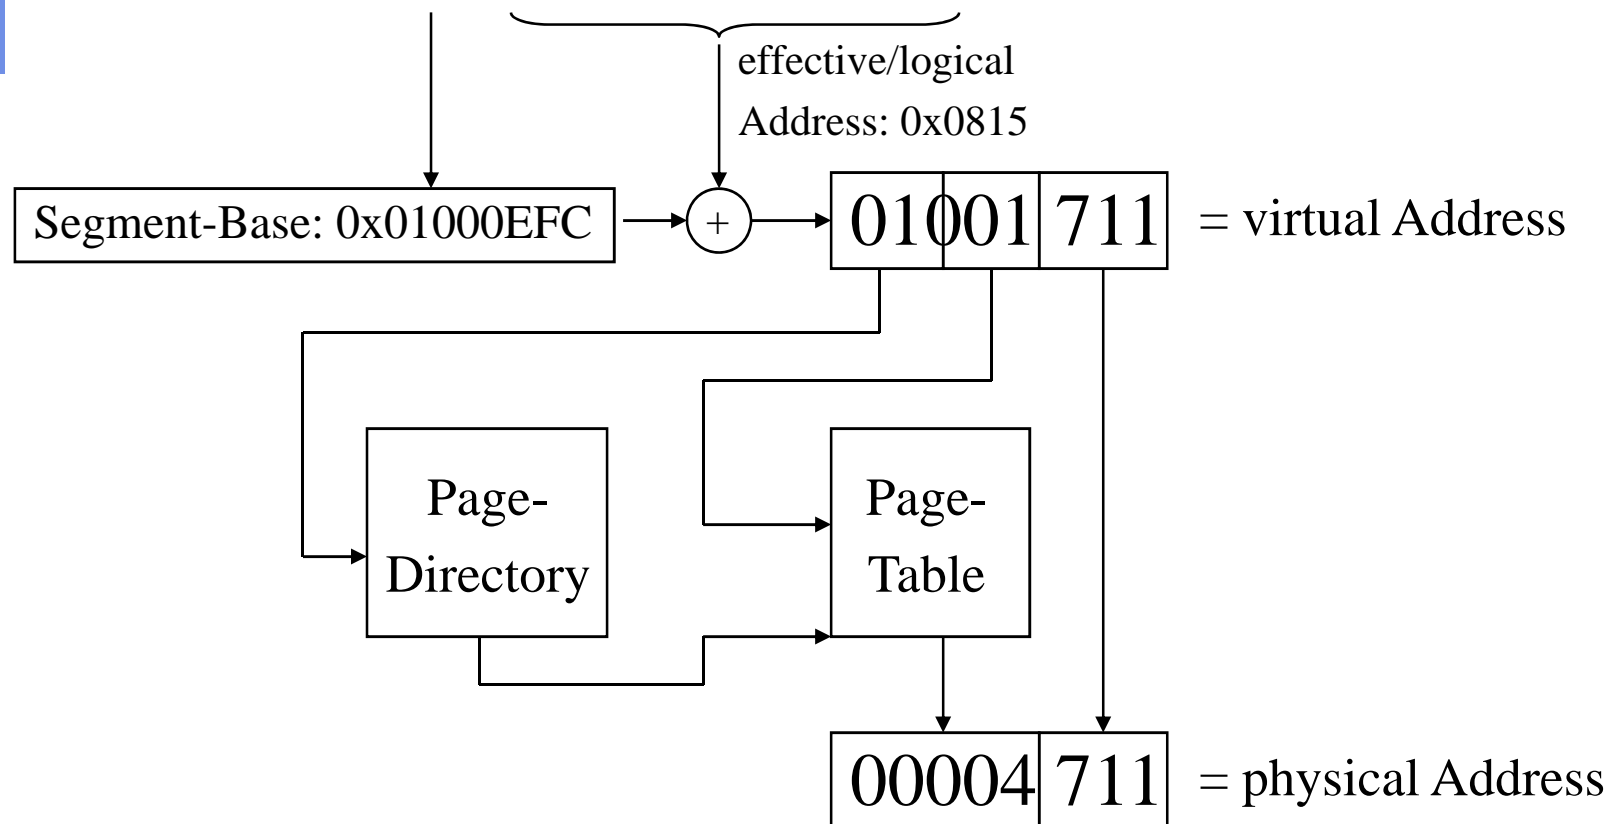 effective/logical
Address: 0x0815
Segment-Base: 0x01000EFC
+
01001 711
= virtual Address
Page-
Directory
Page-
Table
00004 711
= physical Address